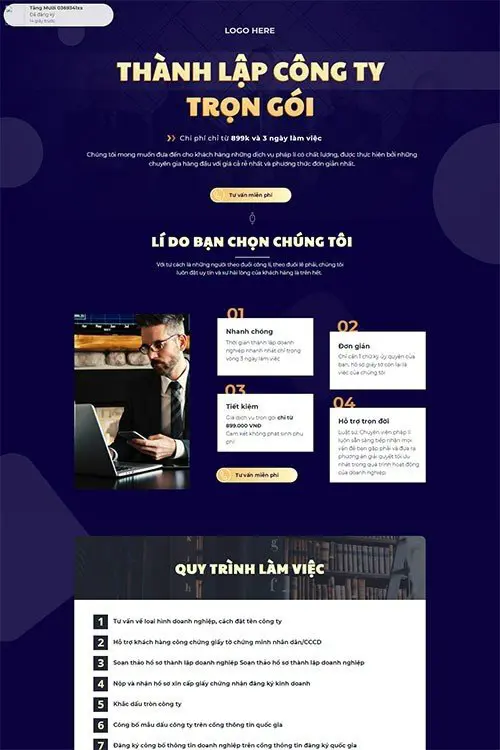 Tăng Mười 0369041xx
Đã đăng ký
14 giây trước
LOGO HERE
THÀNH LẬP CÔNG TY
TRỌN GÓI
Chi phí chỉ từ 899k và 3 ngày làm việc
Chúng tôi mong muốn đưa đến cho khách hàng những dịch vụ pháp lí có chất lượng, được thực hiện bởi những
chuyên gia hàng đầu với giá cả rẻ nhất và phương thức đơn giản nhất.
Tư vấn miễn phí
LÍ DO BẠN CHỌN CHÚNG TÔI
Với tư cách là những người theo đuổi công lí, theo đuổi lẽ phải, chúng tôi
luôn đặt uy tín và sự hài lòng của khách hàng là trên hết.
01
Nhanh chóng
Thời gian thành lập doanh
nghiệp nhanh nhất chỉ trong
vòng 3 ngày làm việc
02
Đơn giản
Chỉ cần 1 chữ ký ủy quyền của
bạn, hồ sơ giấy tờ còn lại là
việc của chúng tôi
03
Tiết kiệm
Giá dịch vụ trọn gói chỉ từ
899.000 VNĐ
Cam kết không phát sinh phụ
phí
04
Hỗ trợ trọn đời
Luật sư, Chuyên viên pháp lí
luôn sẵn sàng tiếp nhận mọi
vấn đề bạn gặp phải và đưa ra
phương án giải quyết tối ưu
nhất trong quá trình hoạt động
của doanh nghiệp
Tư vấn miễn phí
QUY TRÌNH LÀM VIỆC
1 Tư vấn về loại hình doanh nghiệp, cách đặt tên công ty
2 Hỗ trợ khách hàng công chứng giấy tờ chứng minh nhân dân/CCCD
3 Soạn thảo hồ sơ thành lập doanh nghiệp Soạn thảo hồ sơ thành lập doanh nghiệp
4 Nộp và nhận hồ sơ xin cấp giấy chứng nhận đăng ký kinh doanh
5 Khắc dấu tròn công ty
6 Công bố mẫu dấu công ty trên cổng thông tin quốc gia
7 Đăng ký công bố thông tin doanh nghiệp trên cổng thông tin đăng ký quốc gia